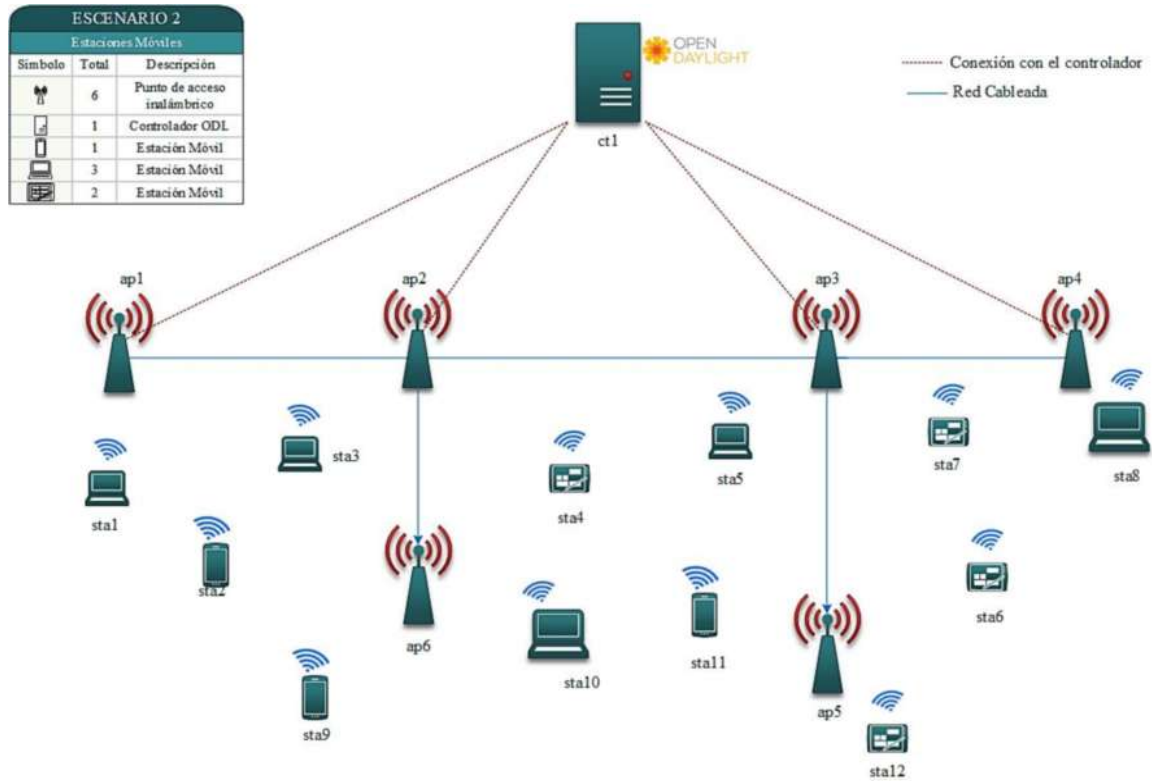 ESCENARIO 2
Estaciones Móviles
Símbolo Total Descripción
6 Punto de acceso
inalámbrico
1 Controlador ODL
1 Estación Móvil
3 Estación Móvil
2 Estación Móvil
OPEN
DAYLIGHT
ct1
Conexión con el controlador
Red Cableada
ap1
ap2
ap3
ap4
sta1
sta2
sta3
sta4
sta5
sta7
sta8
sta6
ap6
sta9
sta10
sta11
ap5
sta12